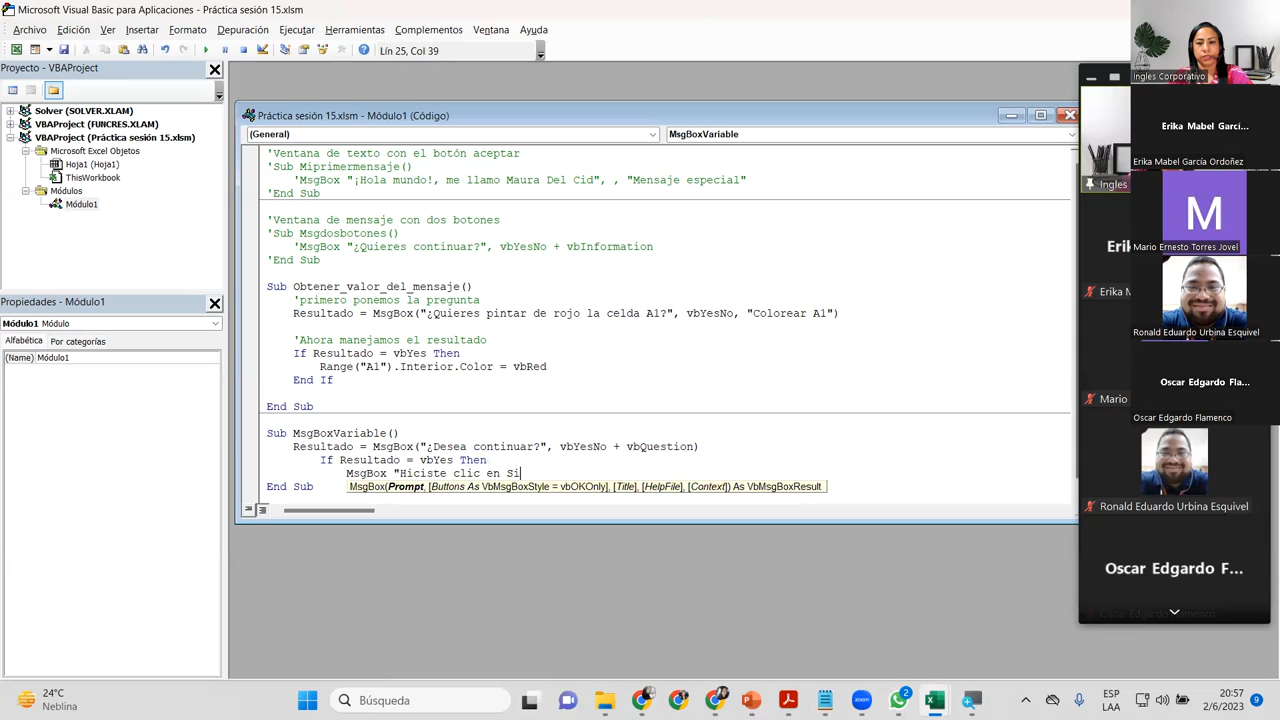 Microsoft Visual Basic para Aplicaciones - Práctica sesión 15.xlsm
Archivo Edición Ver Insertar Formato Depuración Ejecutar Herramientas Complementos Ventana Ayuda
Lín 25, Col 39
Proyecto - VBAProject
Solver (SOLVER.XLAM)
VBAProject (FUNCRES.XLAM)
VBAProject (Práctica sesión 15.xlsm)
Microsoft Excel Objetos
Hoja1 (Hoja1)
ThisWorkbook
Módulos
Módulo1
Propiedades - Módulo1
Módulo1 Módulo
Alfabética Por categorías
(Name) Módulo1
Práctica sesión 15.xlsm - Módulo1 (Código)
(General) MsgBoxVariable
'Ventana de texto con el botón aceptar
'Sub Miprimermensaje()
'MsgBox "¡Hola mundo!, me llamo Maura Del Cid", , "Mensaje especial"
'End Sub
'Ventana de mensaje con dos botones
'Sub Msgdosbotones()
'MsgBox "¿Quieres continuar?", vbYesNo + vbInformation
'End Sub
Sub Obtener_valor_del_mensaje()
'primero ponemos la pregunta
Resultado = MsgBox("¿Quieres pintar de rojo la celda A1?", vbYesNo, "Colorear A1")
'Ahora manejamos el resultado
If Resultado = vbYes Then
Range("A1").Interior.Color = vbRed
End If
End Sub
Sub MsgBoxVariable()
Resultado = MsgBox("¿Desea continuar?", vbYesNo + vbQuestion)
If Resultado = vbYes Then
MsgBox "Hiciste clic en Si
End Sub
MsgBox(Prompt, [Buttons As VbMsgBoxStyle = vbOKOnly], [Title], [HelpFile], [Context]) As VbMsgBoxResult
Ingles Corporativo
Erika Mabel Garcí...
Erika Mabel García Ordoñez
Ingles
M
Mario Ernesto Torres Jovel
Erik
Erika M
Ronald Eduardo Urbina Esquivel
Oscar Edgardo Fla...
Mario
Oscar Edgardo Flamenco
Ronald Eduardo Urbina Esquivel
Oscar Edgardo F...
Oscar Edgardo Flamenco
24°C
Neblina
Búsqueda
2
ESP
LAA
20:57
2/6/2023
9